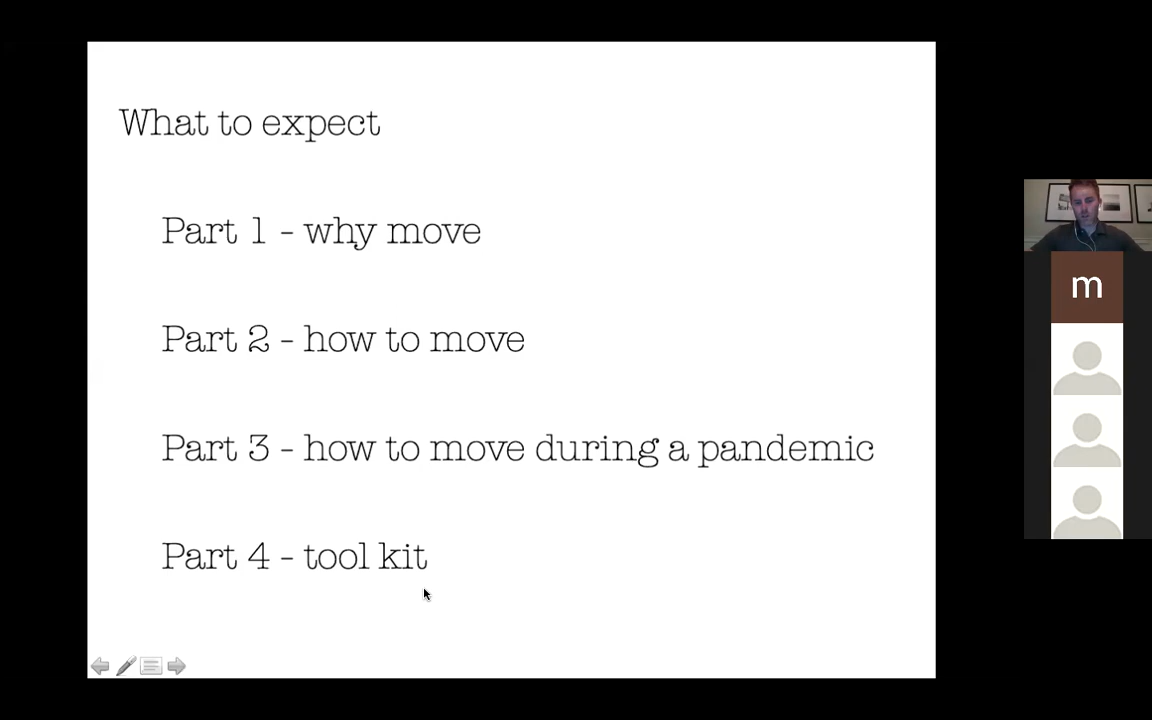 What to expect
Part 1 - why move
Part 2 - how to move
Part 3 - how to move during a pandemic
Part 4 - tool kit
m